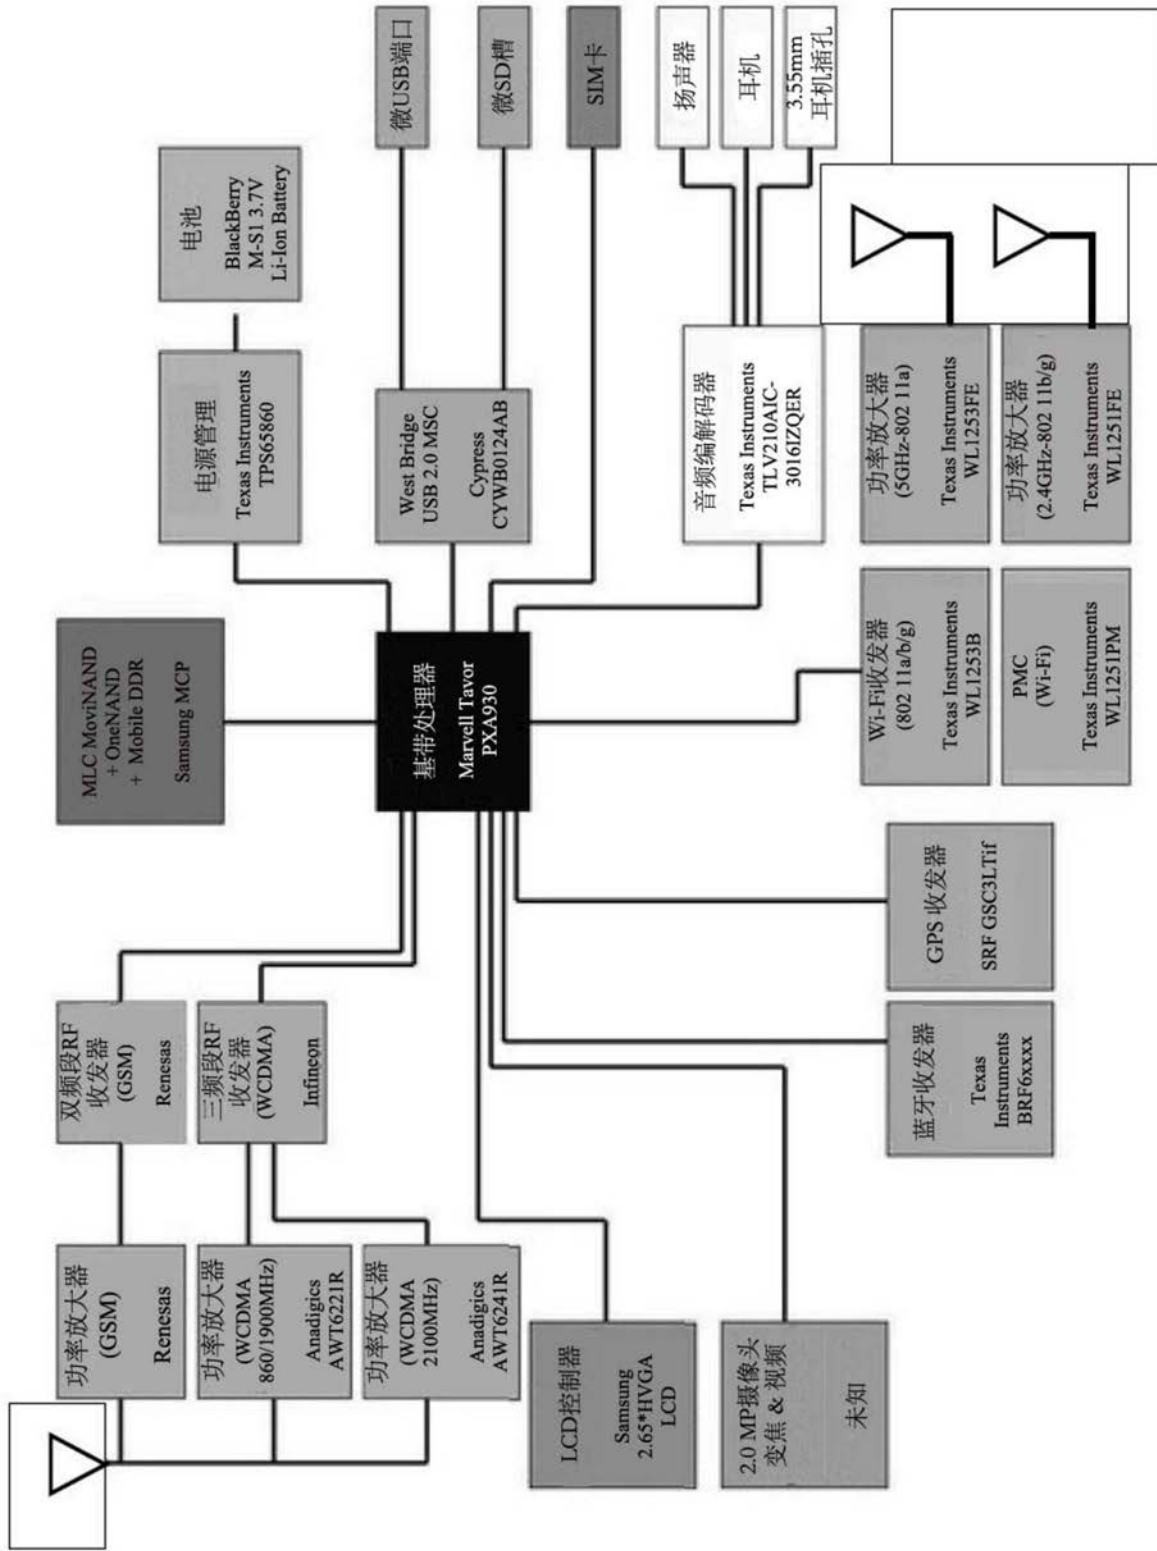 功率放大器
(GSM)
Renesas
双频段RF
收发器
(GSM)
Renesas
MLC MoviNAND
+ OneNAND
+ Mobile DDR
Samsung MCP
电源管理
Texas Instruments
TPS65860
电池
BlackBerry
M-S1 3.7V
Li-Ion Battery
功率放大器
(WCDMA
860/1900MHz)
Anadigics
AWT6221R
三频段RF
收发器
(WCDMA)
Infineon
功率放大器
(WCDMA
2100MHz)
Anadigics
AWT6241R
基带处理器
Marvell Tavor
PXA930
West Bridge
USB 2.0 MSC
Cypress
CYWB0124AB
微USB端口
微SD槽
SIM卡
LCD控制器
Samsung
2.65*HVGA
LCD
音频编解码器
Texas Instruments
TLV210AIC-
3016IZQER
扬声器
耳机
3.55mm
耳机插孔
2.0 MP摄像头
变焦 & 视频
未知
蓝牙收发器
Texas
Instruments
BRF6xxxx
GPS 收发器
SRF GSC3LTif
Wi-Fi收发器
(802 11a/b/g)
Texas Instruments
WL1253B
功率放大器
(5GHz-802 11a)
Texas Instruments
WL1253FE
PMC
(Wi-Fi)
Texas Instruments
WL1251PM
功率放大器
(2.4GHz-802 11b/g)
Texas Instruments
WL1251FE